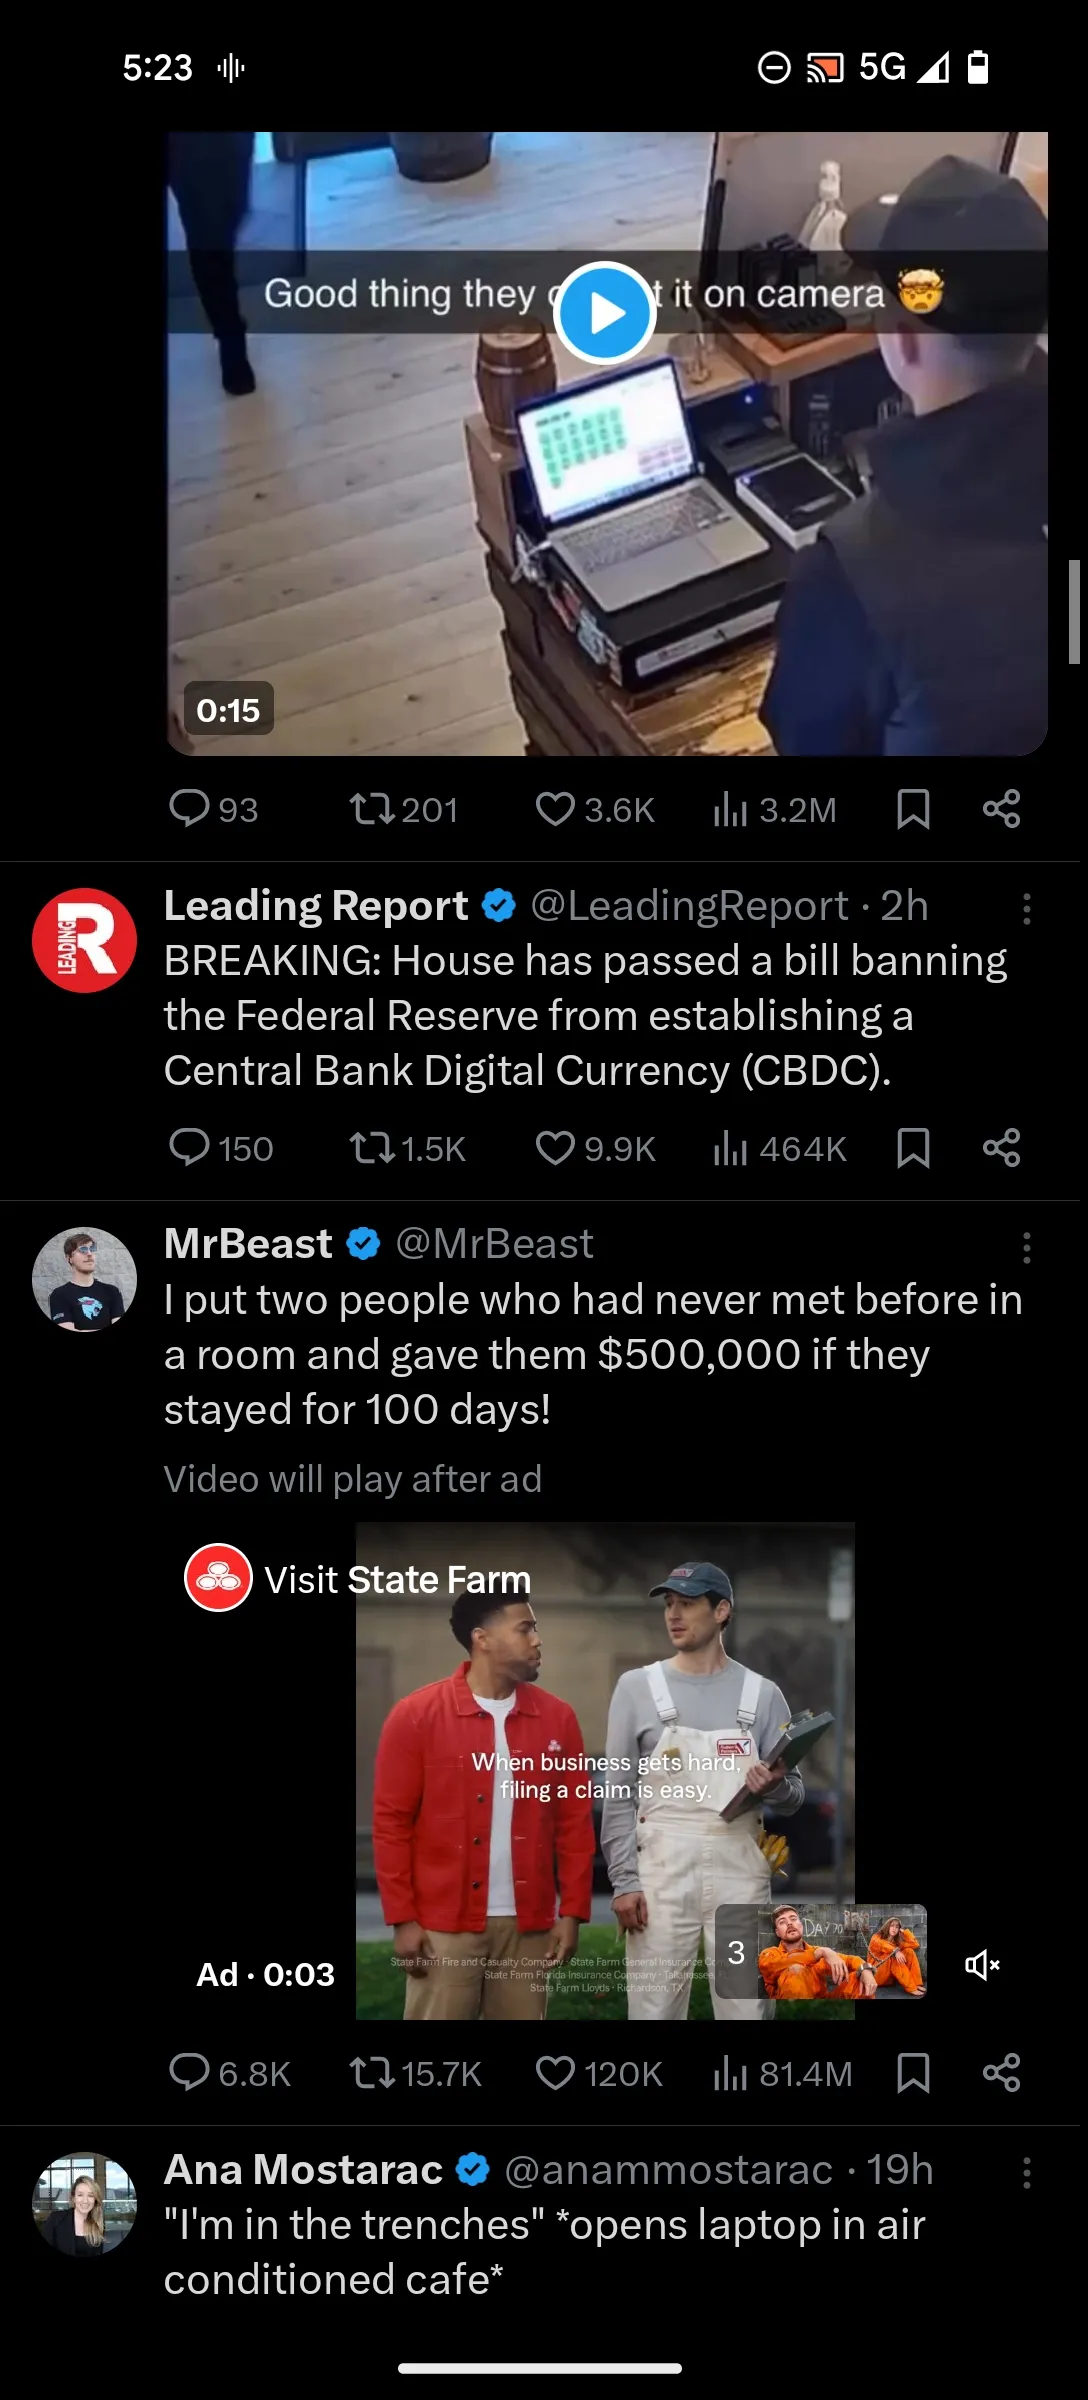 5:23
5G
Good thing they c t it on camera 🤯
0:15
93 201 3.6K 3.2M
LEADING R
Leading Report @LeadingReport · 2h
BREAKING: House has passed a bill banning
the Federal Reserve from establishing a
Central Bank Digital Currency (CBDC).
150 1.5K 9.9K 464K
MrBeast @MrBeast
I put two people who had never met before in
a room and gave them $500,000 if they
stayed for 100 days!
Video will play after ad
Visit State Farm
When business gets hard,
filing a claim is easy.
State Farm Fire and Casualty Company · State Farm General Insurance Co
State Farm Florida Insurance Company · Tallahassee, FL
State Farm Lloyds · Richardson, TX
3
DAY 70
Ad · 0:03
6.8K 15.7K 120K 81.4M
Ana Mostarac @anammostarac · 19h
"I'm in the trenches" *opens laptop in air
conditioned cafe*